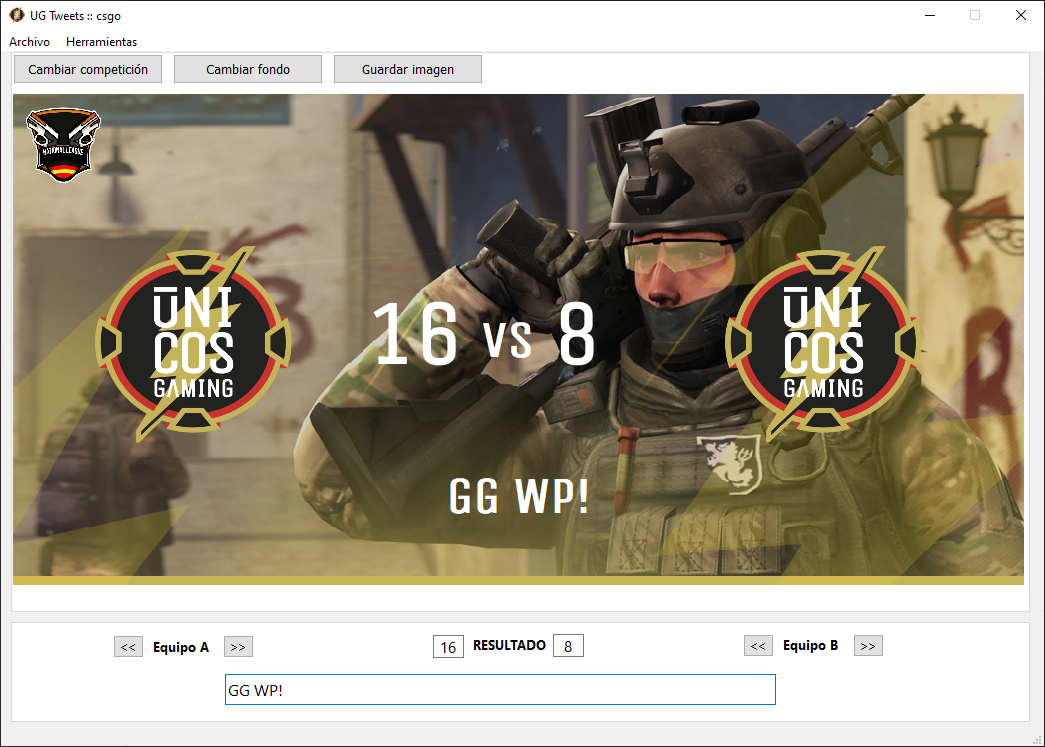 UG Tweets :: csgo
Archivo Herramientas
Cambiar competición Cambiar fondo Guardar imagen
NATIONALLEAGUE
ŪNI
COS
GAMING
16 VS 8
ŪNI
COS
GAMING
GG WP!
<< Equipo A >> 16 RESULTADO 8 << Equipo B >>
GG WP!